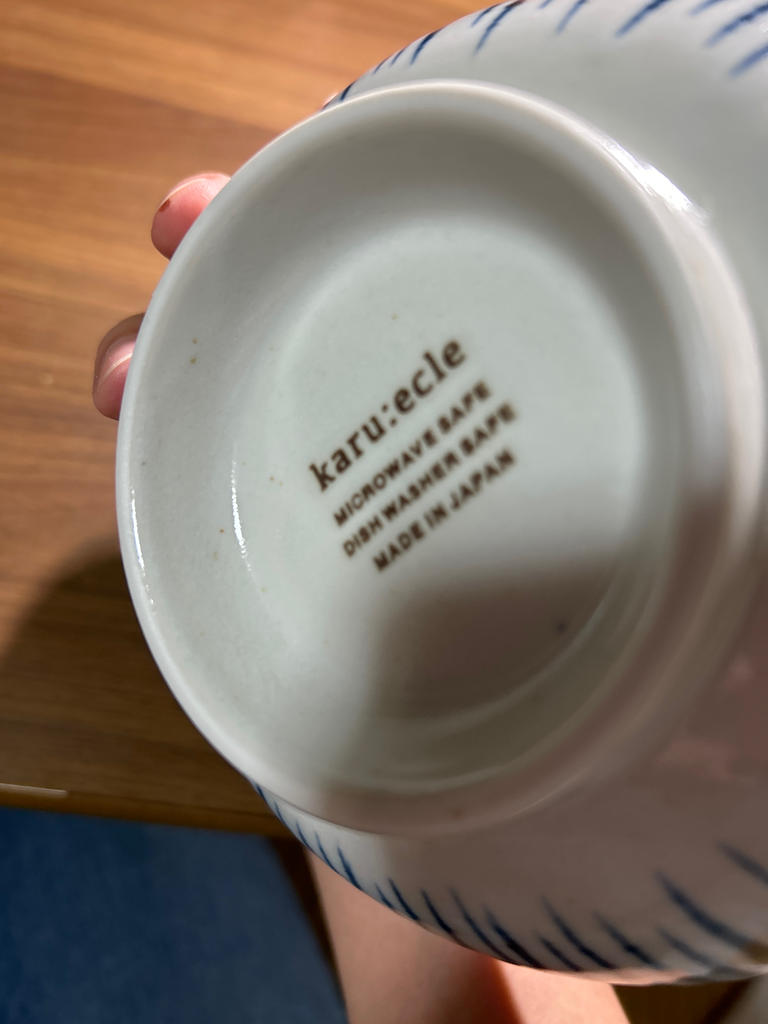 karu:ecle
MICROWAVE SAFE
DISH WASHER SAFE
MADE IN JAPAN